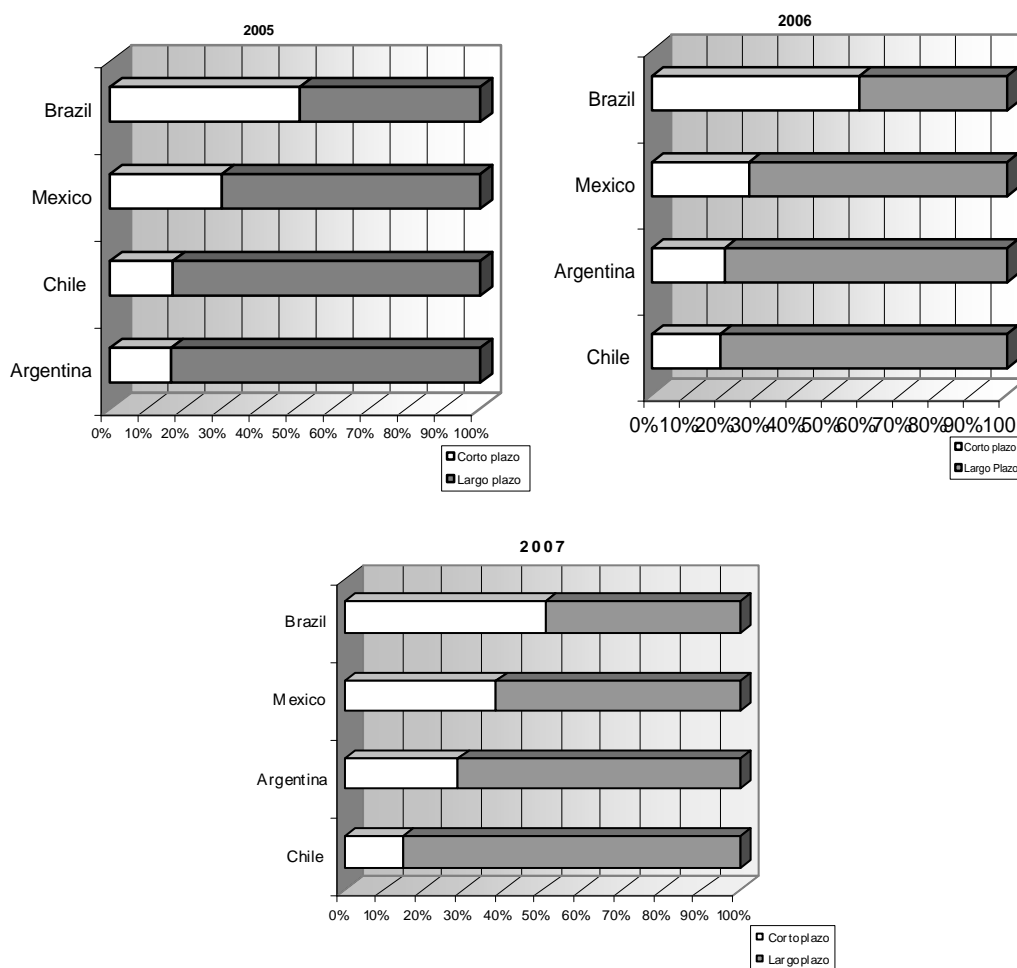 2005
Brazil
Mexico
Chile
Argentina
0% 10% 20% 30% 40% 50% 60% 70% 80% 90% 100%
Corto plazo
Largo plazo
2006
Brazil
Mexico
Argentina
Chile
0%10%20%30%40%50%60%70%80%90%100
Corto plazo
Largo Plazo
2007
Brazil
Mexico
Argentina
Chile
0% 10% 20% 30% 40% 50% 60% 70% 80% 90% 100%
Corto plazo
Largo plazo